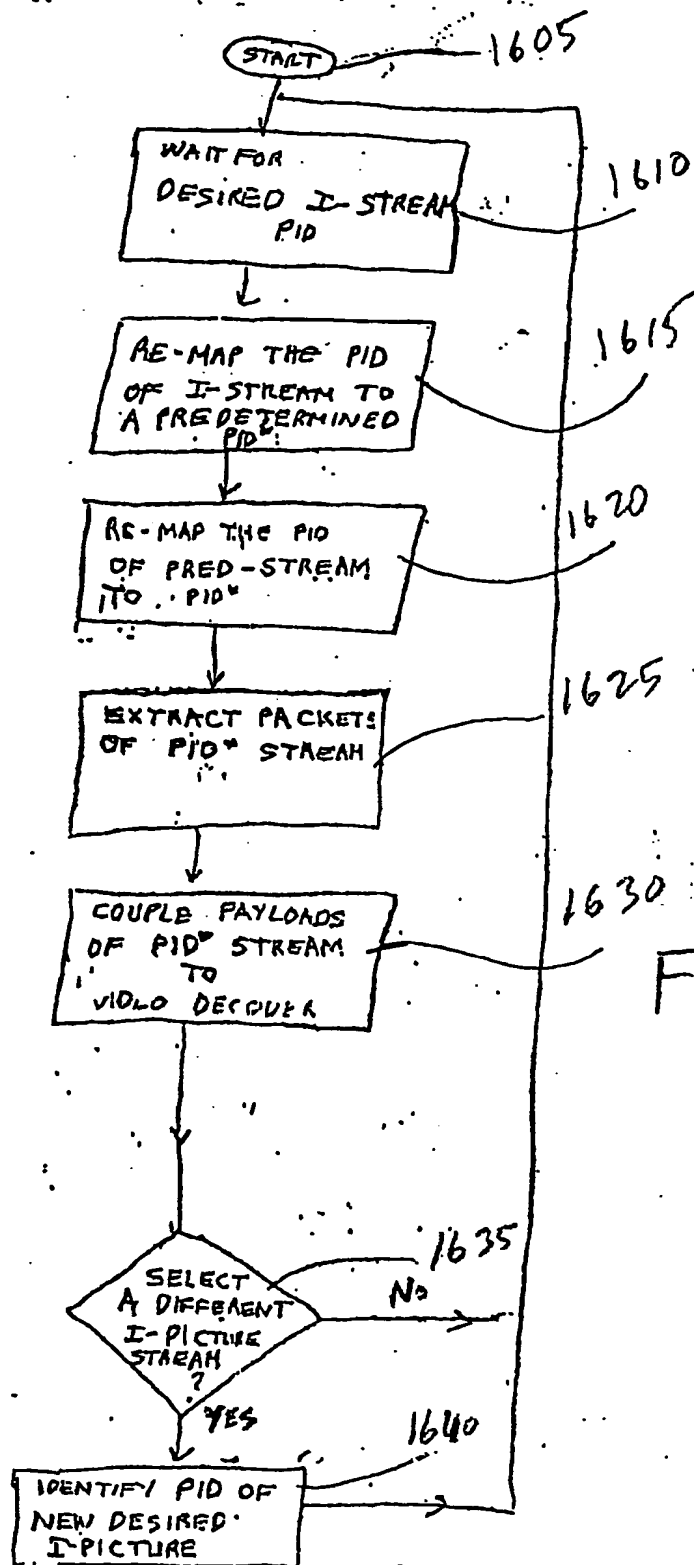 START
1605
WAIT FOR
DESIRED I-STREAM
PID
1610
RE-MAP THE PID
OF I-STREAM TO
A PREDETERMINED
PID*
1615
RE-MAP THE PID
OF PRED-STREAM
TO PID*
1620
EXTRACT PACKETS
OF PID* STREAM
1625
COUPLE PAYLOADS
OF PID* STREAM
TO
VIDEO DECODER
1630
F
SELECT
A DIFFERENT
I-PICTURE
STREAM
?
1635
NO
YES
1640
IDENTIFY PID OF
NEW DESIRED
I-PICTURE